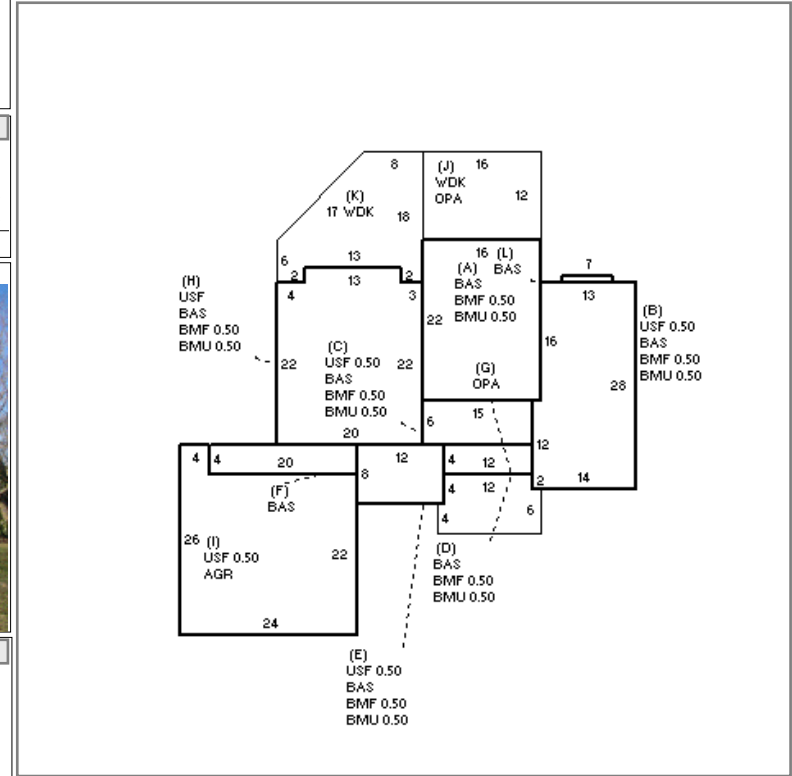 8
(J) 16
WDK
OPA
12
(K)
17 WDK
18
6
13
2
2
13
4
3
16 (L)
(A) BAS
BAS
BMF 0.50
BMU 0.50
7
13
(H)
USF
BAS
BMF 0.50
BMU 0.50
(B)
USF 0.50
BAS
BMF 0.50
BMU 0.50
22
16
(C)
USF 0.50
BAS
BMF 0.50
BMU 0.50
22
22
(G)
OPA
28
6
15
20
12
4
4
20
12
4
12
8
2
14
(F)
BAS
4
12
4
6
26 (I)
USF 0.50
AGR
22
(D)
BAS
BMF 0.50
BMU 0.50
24
(E)
USF 0.50
BAS
BMF 0.50
BMU 0.50